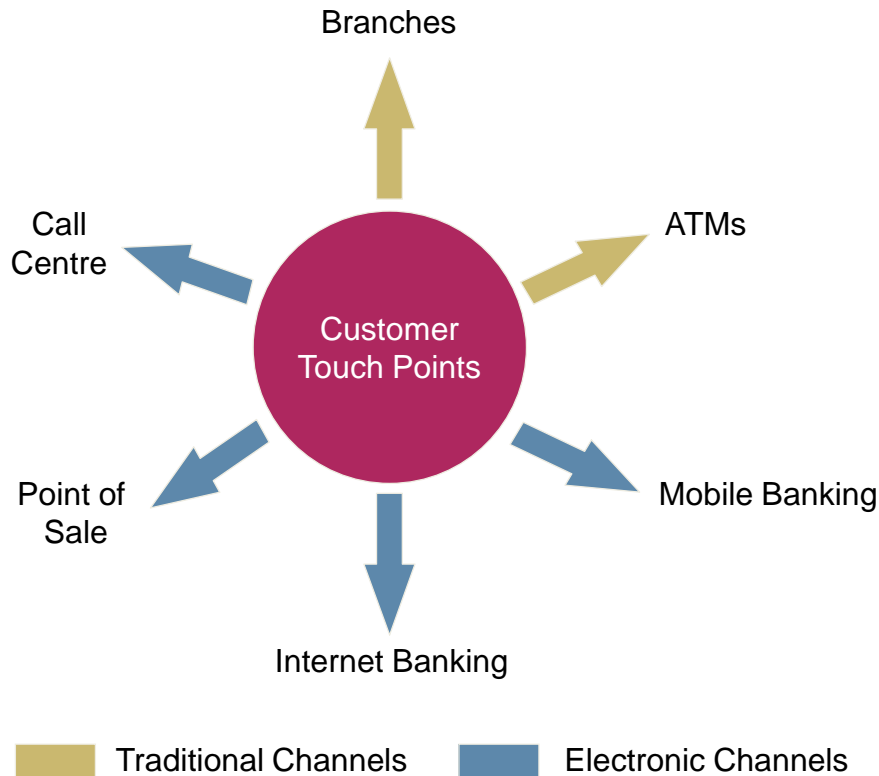 Branches
Call
Centre
ATMs
Customer
Touch Points
Point of
Sale
Mobile Banking
Internet Banking
Traditional Channels
Electronic Channels